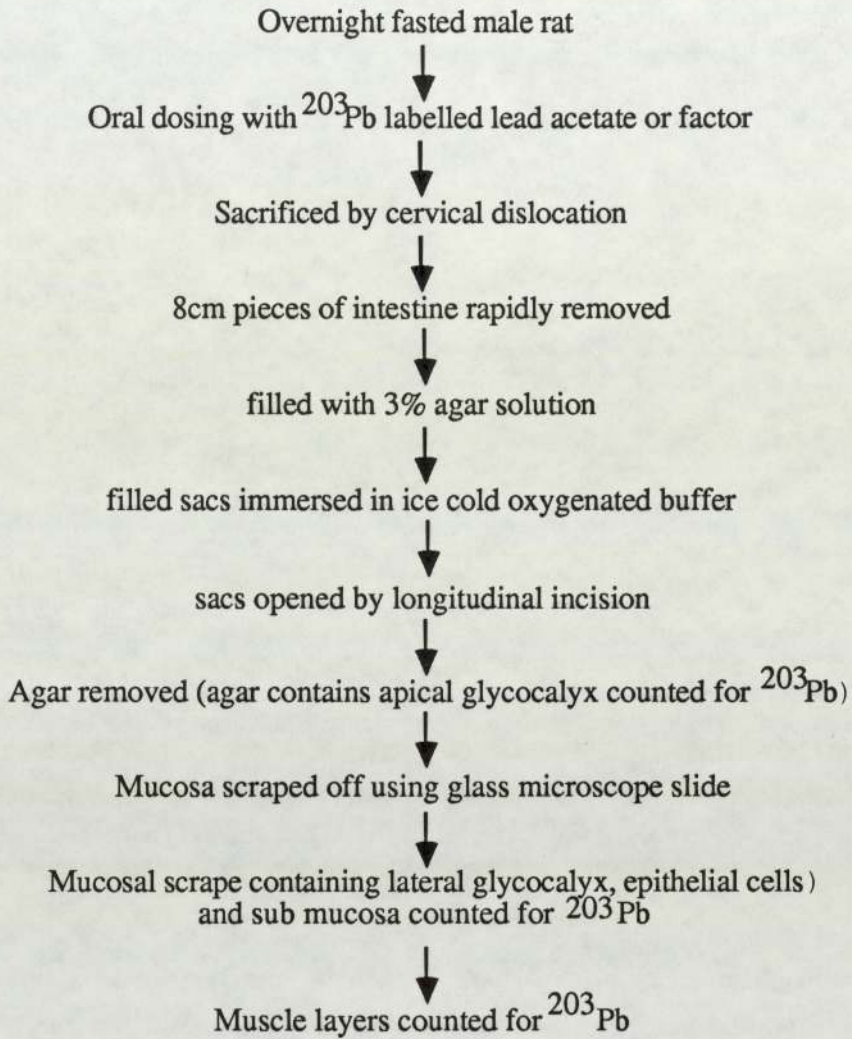 Overnight fasted male rat
Oral dosing with ²⁰³Pb labelled lead acetate or factor
Sacrificed by cervical dislocation
8cm pieces of intestine rapidly removed
filled with 3% agar solution
filled sacs immersed in ice cold oxygenated buffer
sacs opened by longitudinal incision
Agar removed (agar contains apical glycocalyx counted for ²⁰³Pb)
Mucosa scraped off using glass microscope slide
Mucosal scrape containing lateral glycocalyx, epithelial cells)
and sub mucosa counted for ²⁰³Pb
Muscle layers counted for ²⁰³Pb